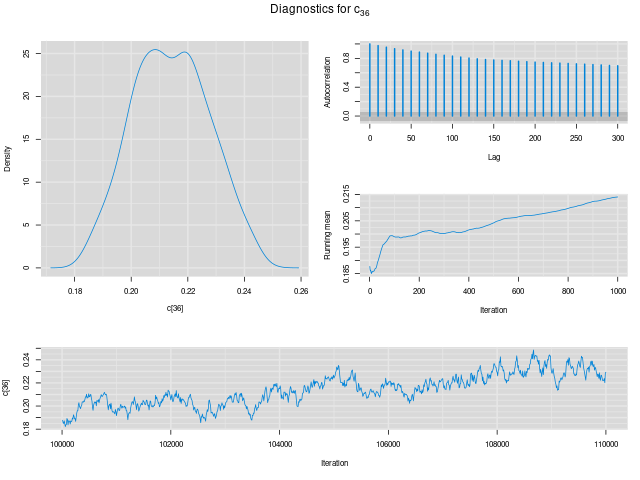 Diagnostics for c36
25
20
15
10
5
0
Density
0.18 0.20 0.22 0.24 0.26
c[36]
0.8
0.4
0.0
Autocorrelation
0 50 100 150 200 250 300
Lag
0.215
0.205
0.195
0.185
Running mean
0 200 400 600 800 1000
Iteration
0.24
0.22
0.20
0.18
c[36]
100000 102000 104000 106000 108000 110000
Iteration